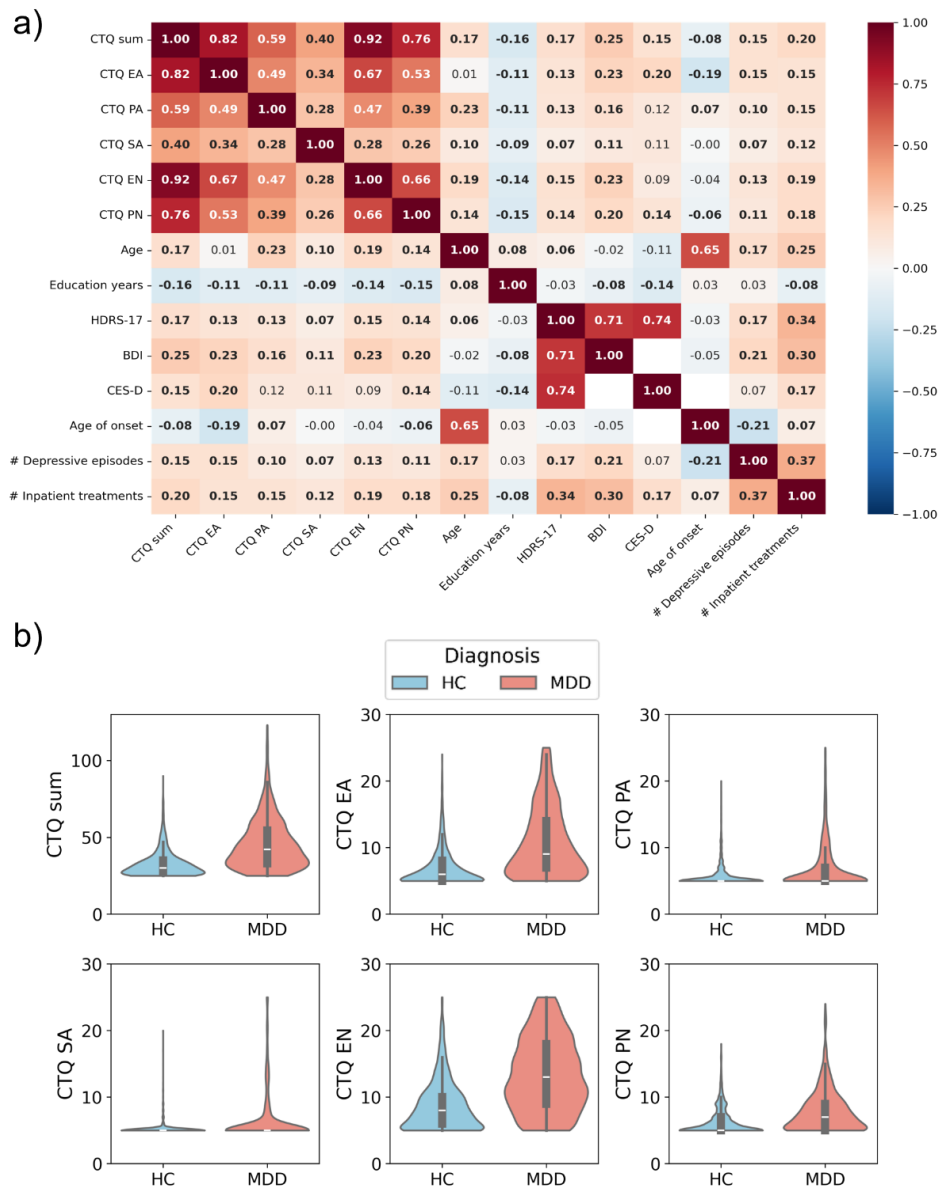 a)
CTQ sum 1.00 0.82 0.59 0.40 0.92 0.76 0.17 -0.16 0.17 0.25 0.15 -0.08 0.15 0.20
CTQ EA 0.82 1.00 0.49 0.34 0.67 0.53 0.01 -0.11 0.13 0.23 0.20 -0.19 0.15 0.15
CTQ PA 0.59 0.49 1.00 0.28 0.47 0.39 0.23 -0.11 0.13 0.16 0.12 0.07 0.10 0.15
CTQ SA 0.40 0.34 0.28 1.00 0.28 0.26 0.10 -0.09 0.07 0.11 0.11 -0.00 0.07 0.12
CTQ EN 0.92 0.67 0.47 0.28 1.00 0.66 0.19 -0.14 0.15 0.23 0.09 -0.04 0.13 0.19
CTQ PN 0.76 0.53 0.39 0.26 0.66 1.00 0.14 -0.15 0.14 0.20 0.14 -0.06 0.11 0.18
Age 0.17 0.01 0.23 0.10 0.19 0.14 1.00 0.08 0.06 -0.02 -0.11 0.65 0.17 0.25
Education years -0.16 -0.11 -0.11 -0.09 -0.14 -0.15 0.08 1.00 -0.03 -0.08 -0.14 0.03 0.03 -0.08
HDRS-17 0.17 0.13 0.13 0.07 0.15 0.14 0.06 -0.03 1.00 0.71 0.74 -0.03 0.17 0.34
BDI 0.25 0.23 0.16 0.11 0.23 0.20 -0.02 -0.08 0.71 1.00 -0.05 0.21 0.30
CES-D 0.15 0.20 0.12 0.11 0.09 0.14 -0.11 -0.14 0.74 1.00 0.07 0.17
Age of onset -0.08 -0.19 0.07 -0.00 -0.04 -0.06 0.65 0.03 -0.03 -0.05 1.00 -0.21 0.07
# Depressive episodes 0.15 0.15 0.10 0.07 0.13 0.11 0.17 0.03 0.17 0.21 0.07 -0.21 1.00 0.37
# Inpatient treatments 0.20 0.15 0.15 0.12 0.19 0.18 0.25 -0.08 0.34 0.30 0.17 0.07 0.37 1.00
CTQ sum CTQ EA CTQ PA CTQ SA CTQ EN CTQ PN Age Education years HDRS-17 BDI CES-D Age of onset # Depressive episodes # Inpatient treatments
1.00
0.75
0.50
0.25
0.00
−0.25
−0.50
−0.75
−1.00
b)
Diagnosis
HC MDD
CTQ sum
100
50
0
HC MDD
CTQ EA
30
20
10
0
HC MDD
CTQ PA
30
20
10
0
HC MDD
CTQ SA
30
20
10
0
HC MDD
CTQ EN
30
20
10
0
HC MDD
CTQ PN
30
20
10
0
HC MDD